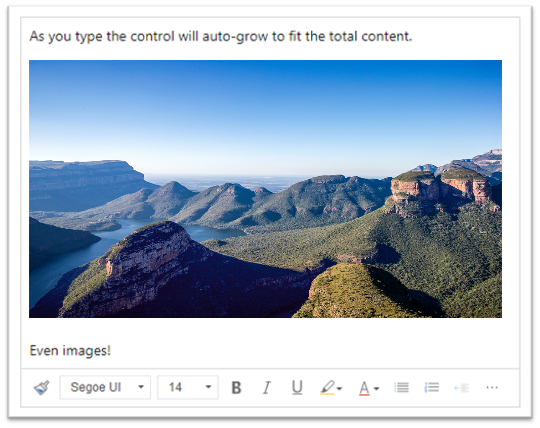 As you type the control will auto-grow to fit the total content.
Even images!
Segoe UI 14 B I U A